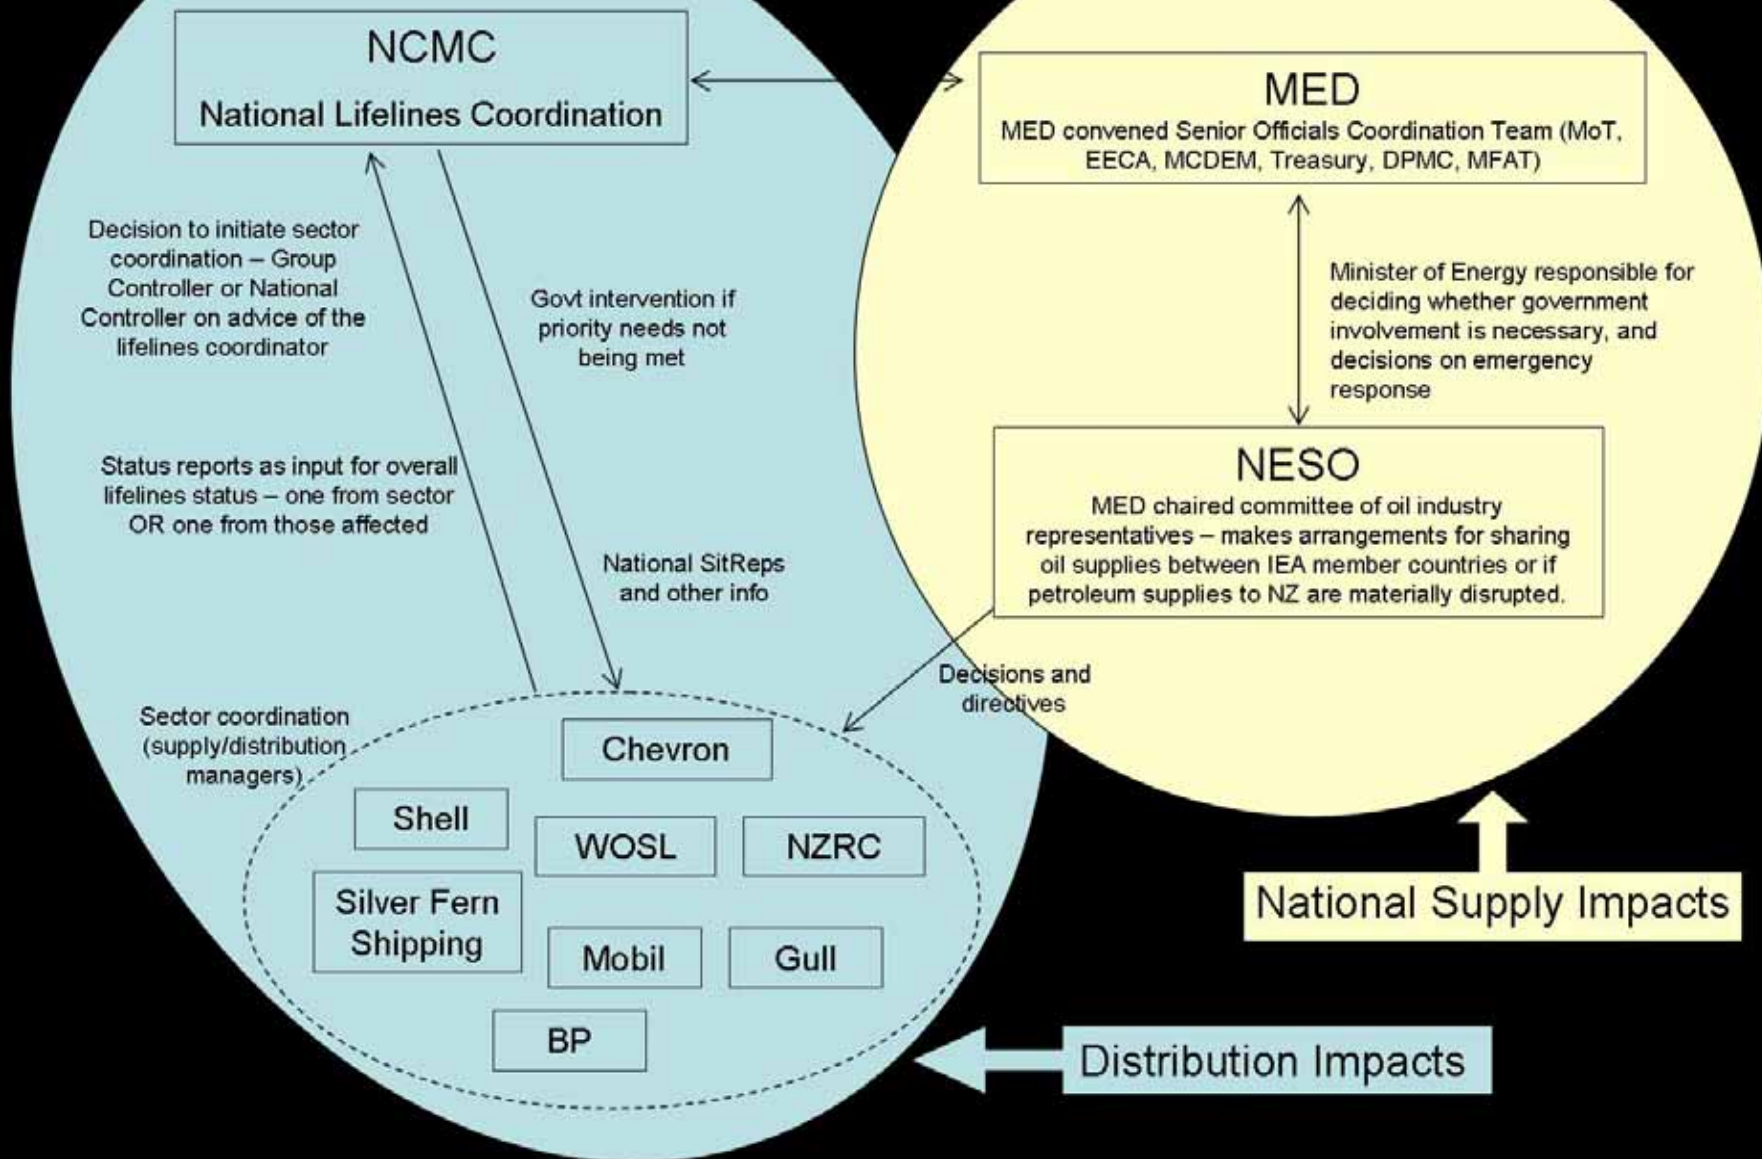 NCMC
National Lifelines Coordination
MED
MED convened Senior Officials Coordination Team (MoT,
EECA, MCDEM, Treasury, DPMC, MFAT)
Decision to initiate sector
coordination – Group
Controller or National
Controller on advice of the
lifelines coordinator
Govt intervention if
priority needs not
being met
Minister of Energy responsible for
deciding whether government
involvement is necessary, and
decisions on emergency
response
Status reports as input for overall
lifelines status – one from sector
OR one from those affected
NESO
MED chaired committee of oil industry
representatives – makes arrangements for sharing
oil supplies between IEA member countries or if
petroleum supplies to NZ are materially disrupted.
National SitReps
and other info
Decisions and
directives
Sector coordination
(supply/distribution
managers)
Chevron
Shell
WOSL
NZRC
Silver Fern
Shipping
Mobil
Gull
BP
National Supply Impacts
Distribution Impacts